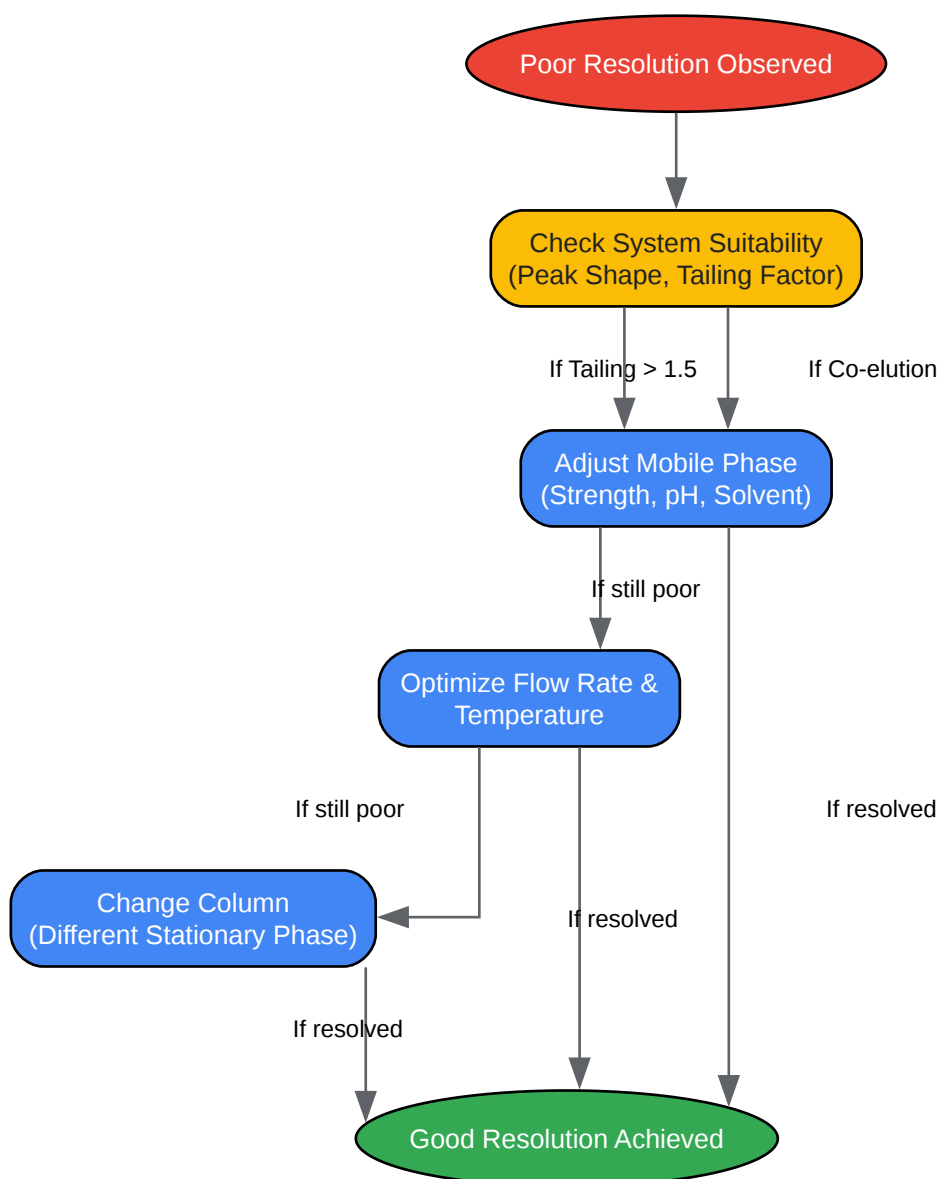 Poor Resolution Observed
Check System Suitability
(Peak Shape, Tailing Factor)
If Tailing > 1.5
If Co-elution
Adjust Mobile Phase
(Strength, pH, Solvent)
If still poor
Optimize Flow Rate &
Temperature
If still poor
If resolved
Change Column
(Different Stationary Phase)
If resolved
If resolved
Good Resolution Achieved